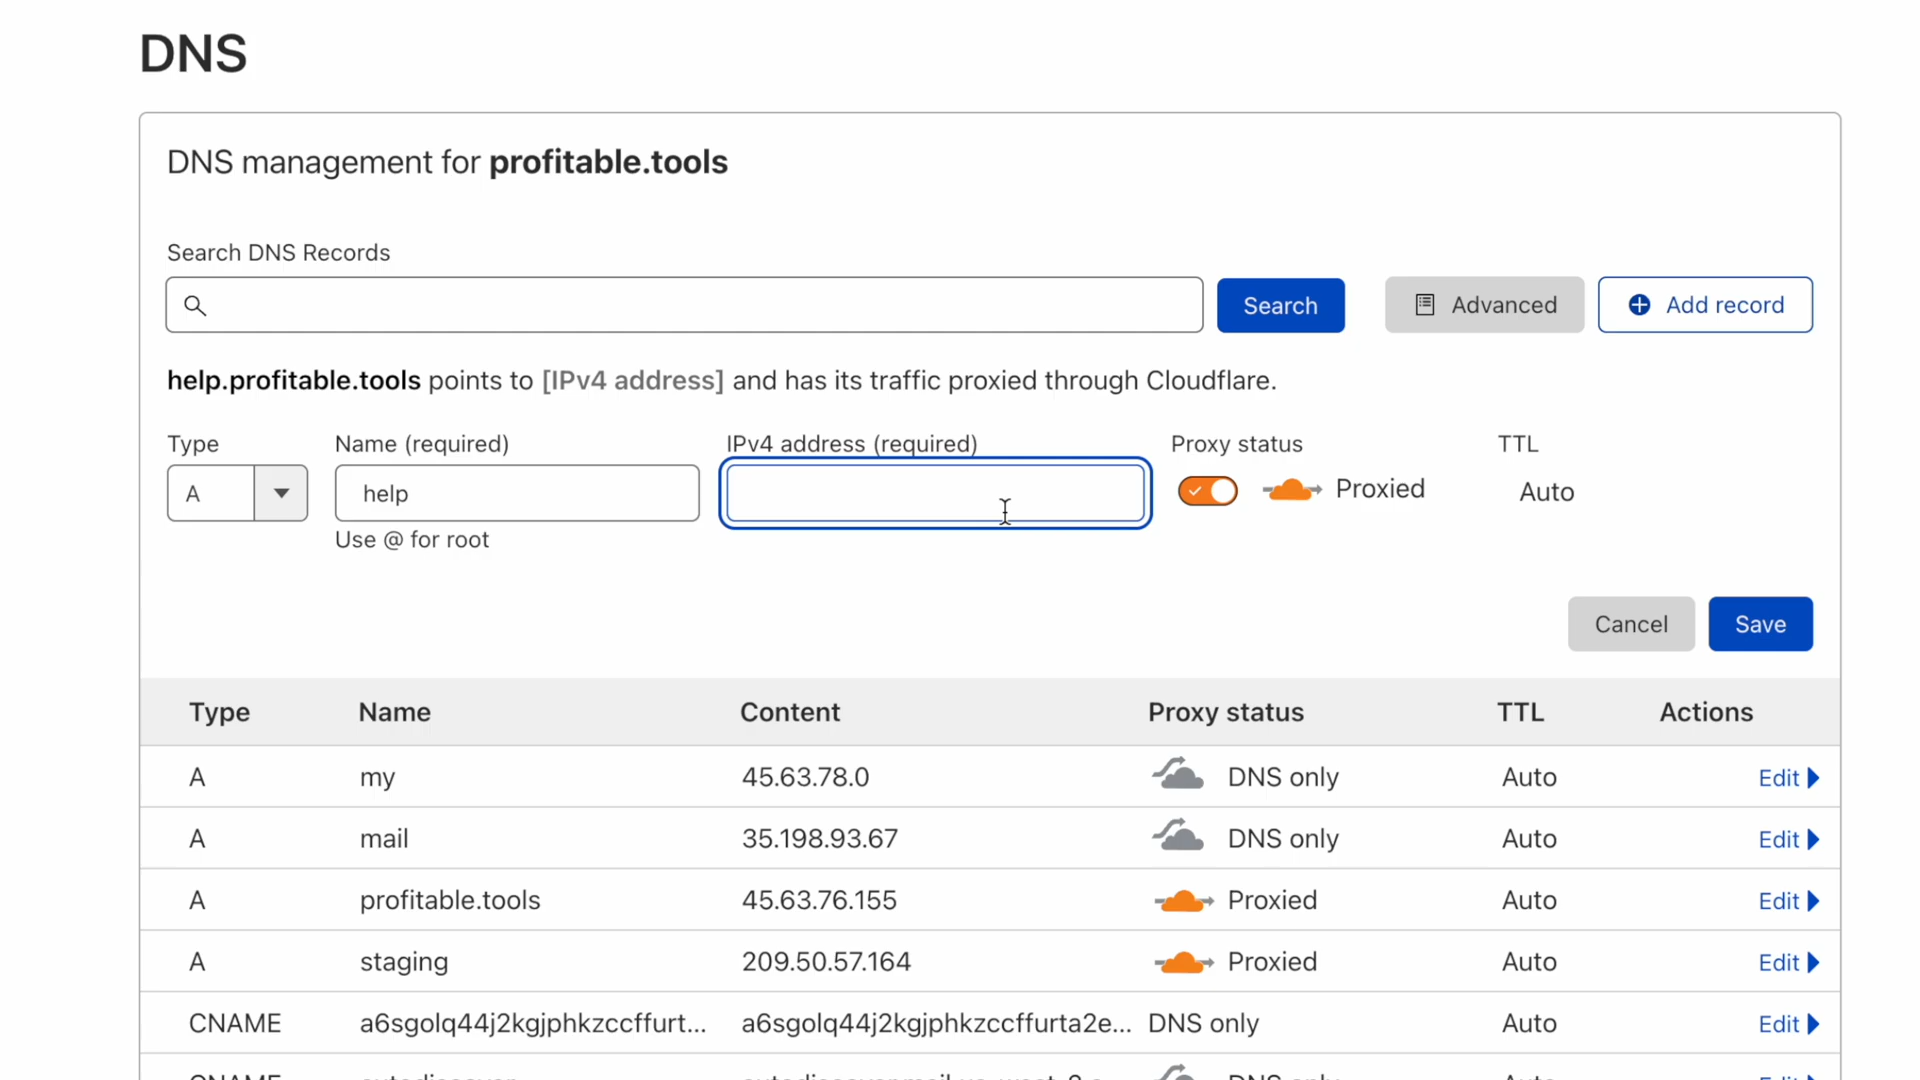 DNS
DNS management for profitable.tools
Search DNS Records
Search Advanced Add record
help.profitable.tools points to [IPv4 address] and has its traffic proxied through Cloudflare.
Type Name (required) IPv4 address (required) Proxy status TTL
A help Proxied Auto
Use @ for root
Cancel Save
Type Name Content Proxy status TTL Actions
A my 45.63.78.0 DNS only Auto Edit
A mail 35.198.93.67 DNS only Auto Edit
A profitable.tools 45.63.76.155 Proxied Auto Edit
A staging 209.50.57.164 Proxied Auto Edit
CNAME a6sgolq44j2kgjphkzccffurt... a6sgolq44j2kgjphkzccffurta2e... DNS only Auto Edit